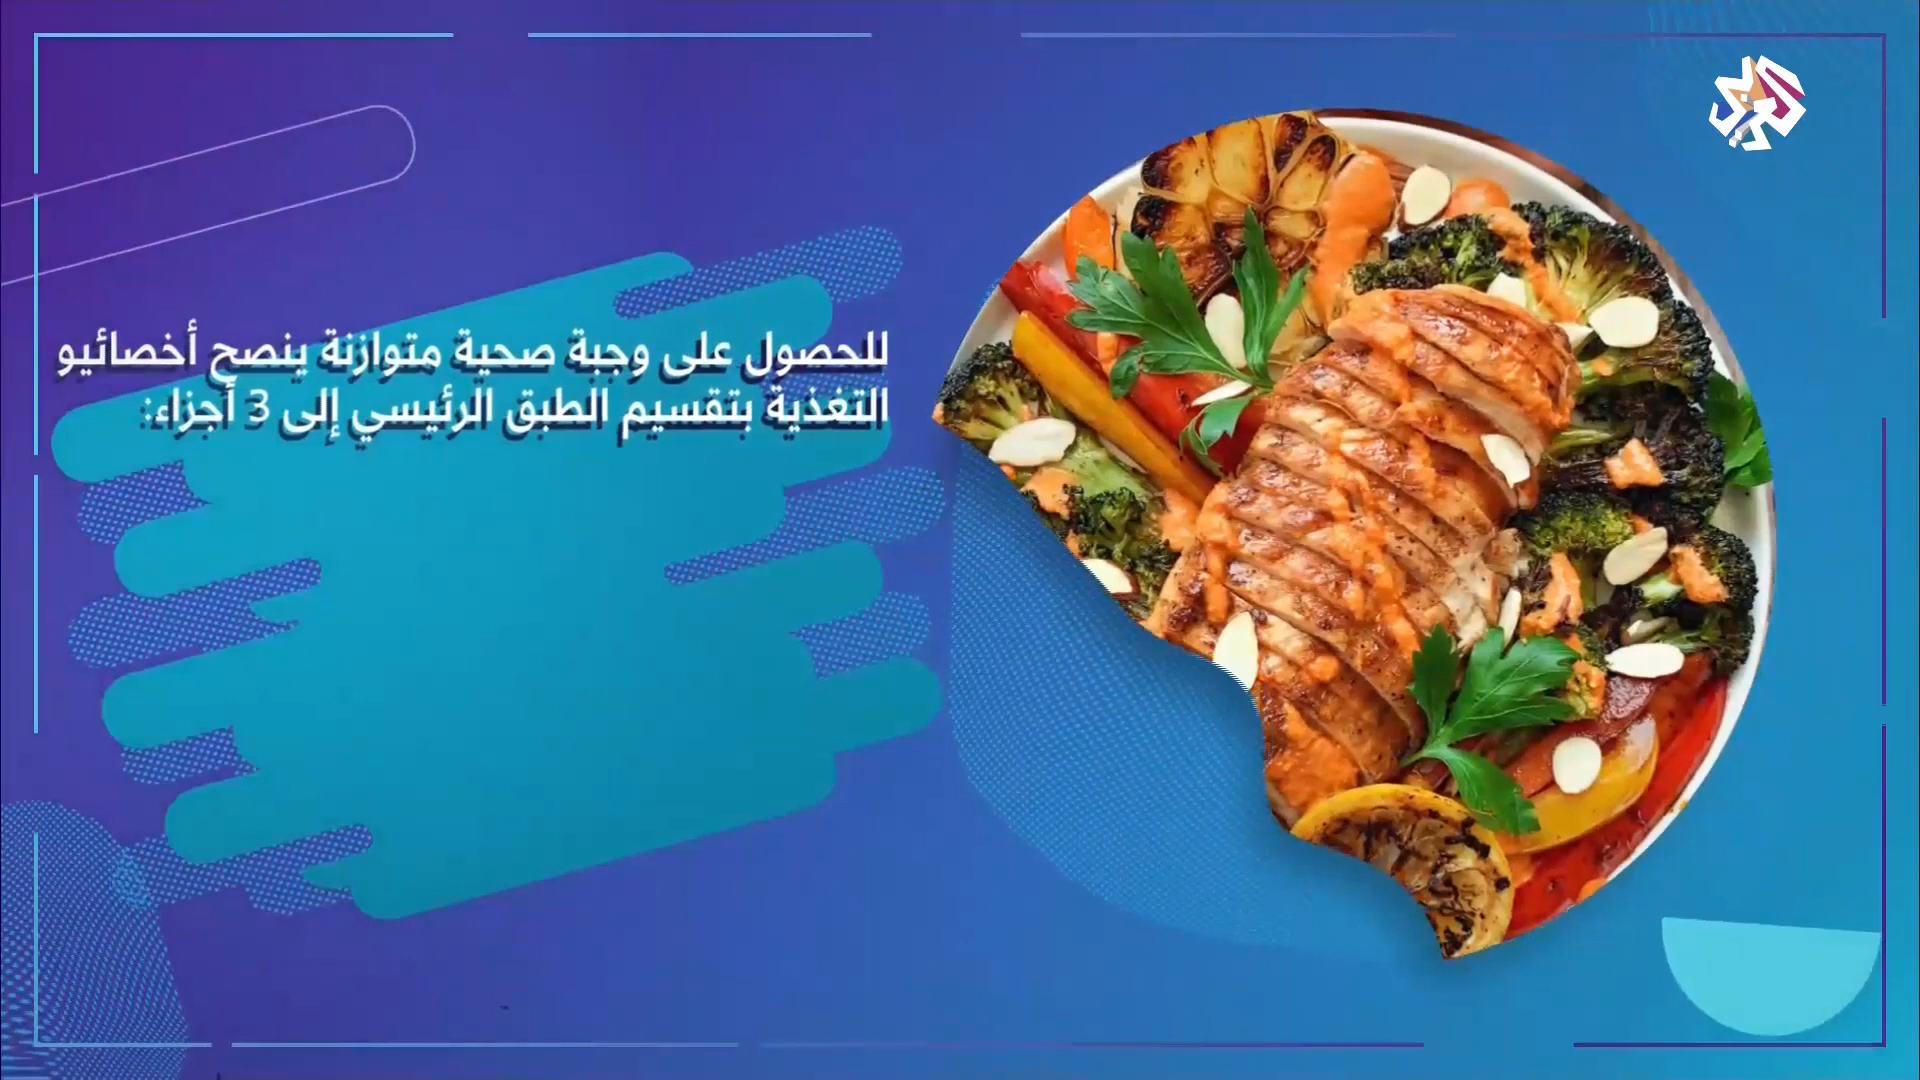 للحصول على وجبة صحية متوازنة ينصح أخصائيو
التغذية بتقسيم الطبق الرئيسي إلى 3 أجزاء: